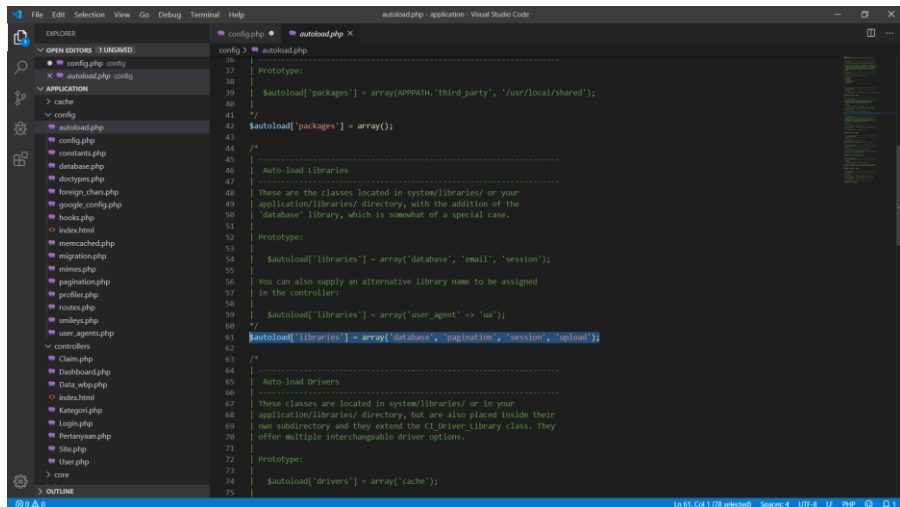 File Edit Selection View Go Debug Terminal Help
autoload.php - application - Visual Studio Code
EXPLORER
OPEN EDITORS 1 UNSAVED
config.php config
autoload.php config
APPLICATION
cache
config
autoload.php
config.php
constants.php
database.php
doctypes.php
foreign_chars.php
google_config.php
hooks.php
index.html
memcached.php
migration.php
mimes.php
pagination.php
profiler.php
routes.php
smileys.php
user_agents.php
controllers
Claim.php
Dashboard.php
Data_wbp.php
index.html
Kategori.php
Login.php
Pertanyaan.php
Site.php
User.php
core
OUTLINE
config.php
autoload.php
config > autoload.php
36 | -------------------------------------------------------------------
37 | Prototype:
38 |
39 | $autoload['packages'] = array(APPPATH.'third_party', '/usr/local/shared');
40 |
41 */
42 $autoload['packages'] = array();
43
44 /*
45 | -------------------------------------------------------------------
46 | Auto-load Libraries
47 | -------------------------------------------------------------------
48 | These are the classes located in system/libraries/ or your
49 | application/libraries/ directory, with the addition of the
50 | 'database' library, which is somewhat of a special case.
51 |
52 | Prototype:
53 |
54 | $autoload['libraries'] = array('database', 'email', 'session');
55 |
56 | You can also supply an alternative library name to be assigned
57 | in the controller:
58 |
59 | $autoload['libraries'] = array('user_agent' => 'ua');
60 */
61 $autoload['libraries'] = array('database', 'pagination', 'session', 'upload');
62
63 /*
64 | -------------------------------------------------------------------
65 | Auto-load Drivers
66 | -------------------------------------------------------------------
67 | These classes are located in system/libraries/ or in your
68 | application/libraries/ directory, but are also placed inside their
69 | own subdirectory and they extend the CI_Driver_Library class. They
70 | offer multiple interchangeable driver options.
71 |
72 | Prototype:
73 |
74 | $autoload['drivers'] = array('cache');
75 |
0 0
Ln 61, Col 1 (78 selected) Spaces: 4 UTF-8 LF PHP 1